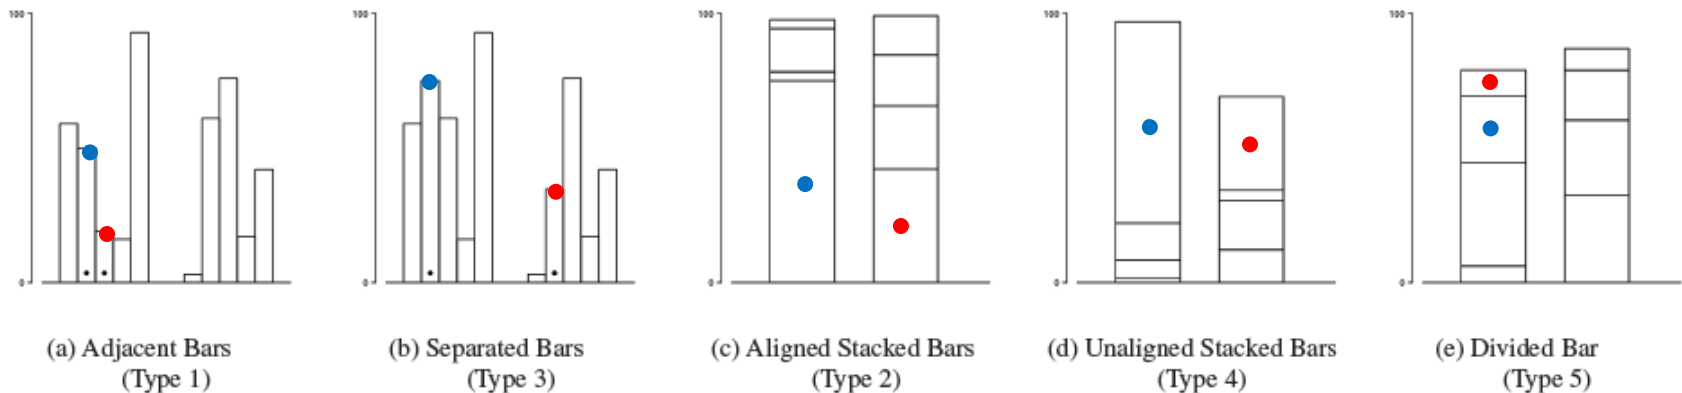 100
0
100
0
100
0
100
0
100
0
(a) Adjacent Bars
(Type 1)
(b) Separated Bars
(Type 3)
(c) Aligned Stacked Bars
(Type 2)
(d) Unaligned Stacked Bars
(Type 4)
(e) Divided Bar
(Type 5)